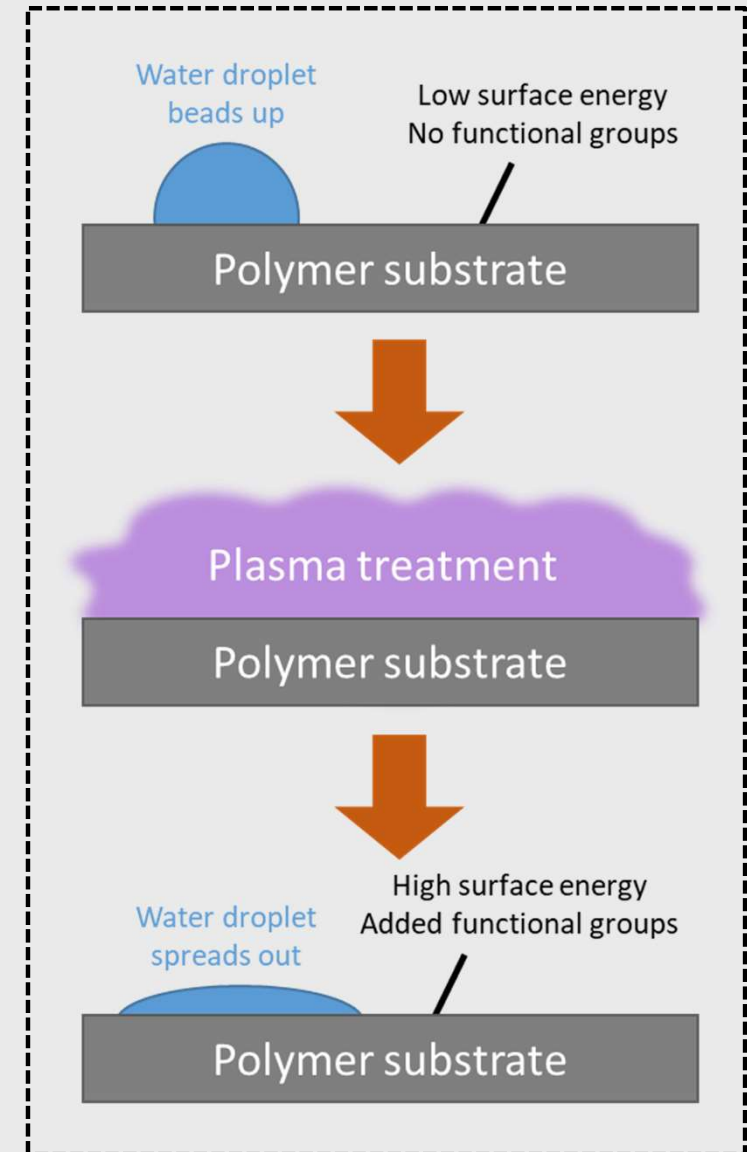 Water droplet
beads up
Low surface energy
No functional groups
Polymer substrate
Plasma treatment
Polymer substrate
High surface energy
Added functional groups
Water droplet
spreads out
Polymer substrate